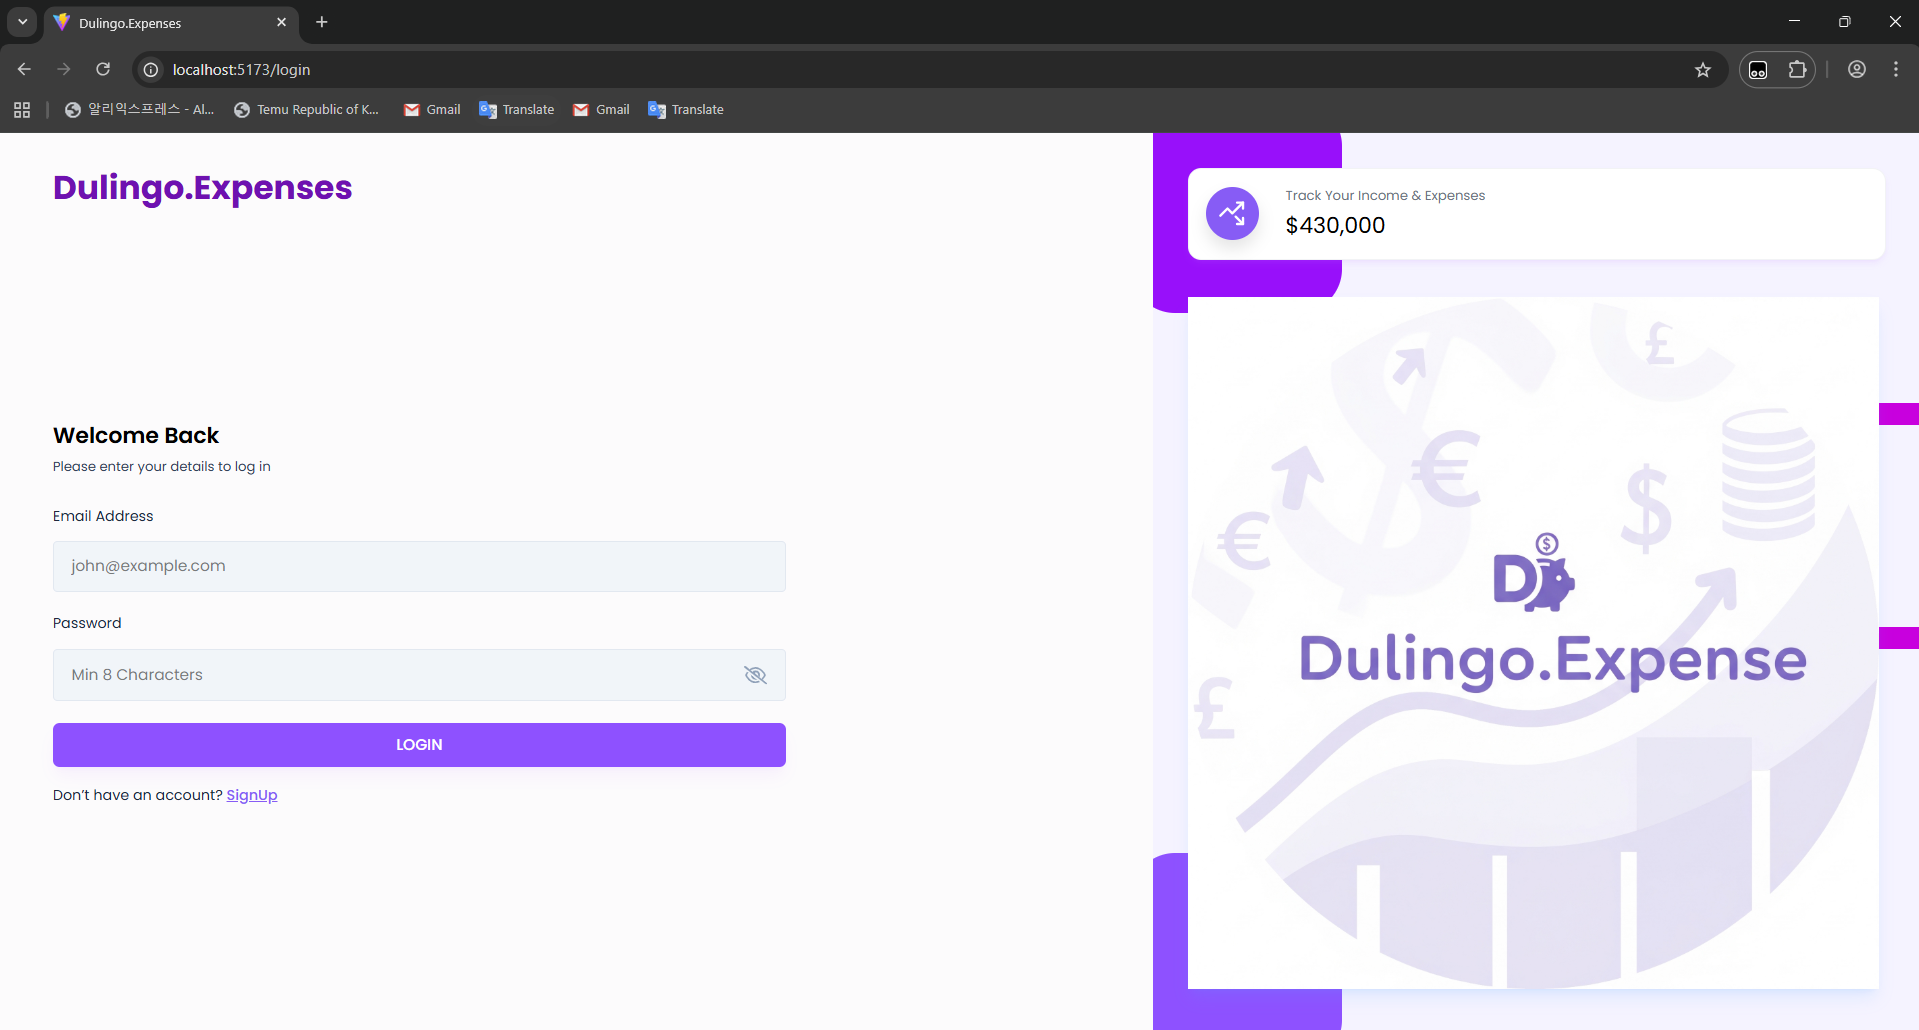 Dulingo.Expenses
localhost:5173/login
알리익스프레스 - Al...
Temu Republic of K...
Gmail
Translate
Gmail
Translate
Dulingo.Expenses
Welcome Back
Please enter your details to log in
Email Address
john@example.com
Password
Min 8 Characters
LOGIN
Don’t have an account? SignUp
Track Your Income & Expenses
$430,000
£
€
$
€
$
D
Dulingo.Expense
£